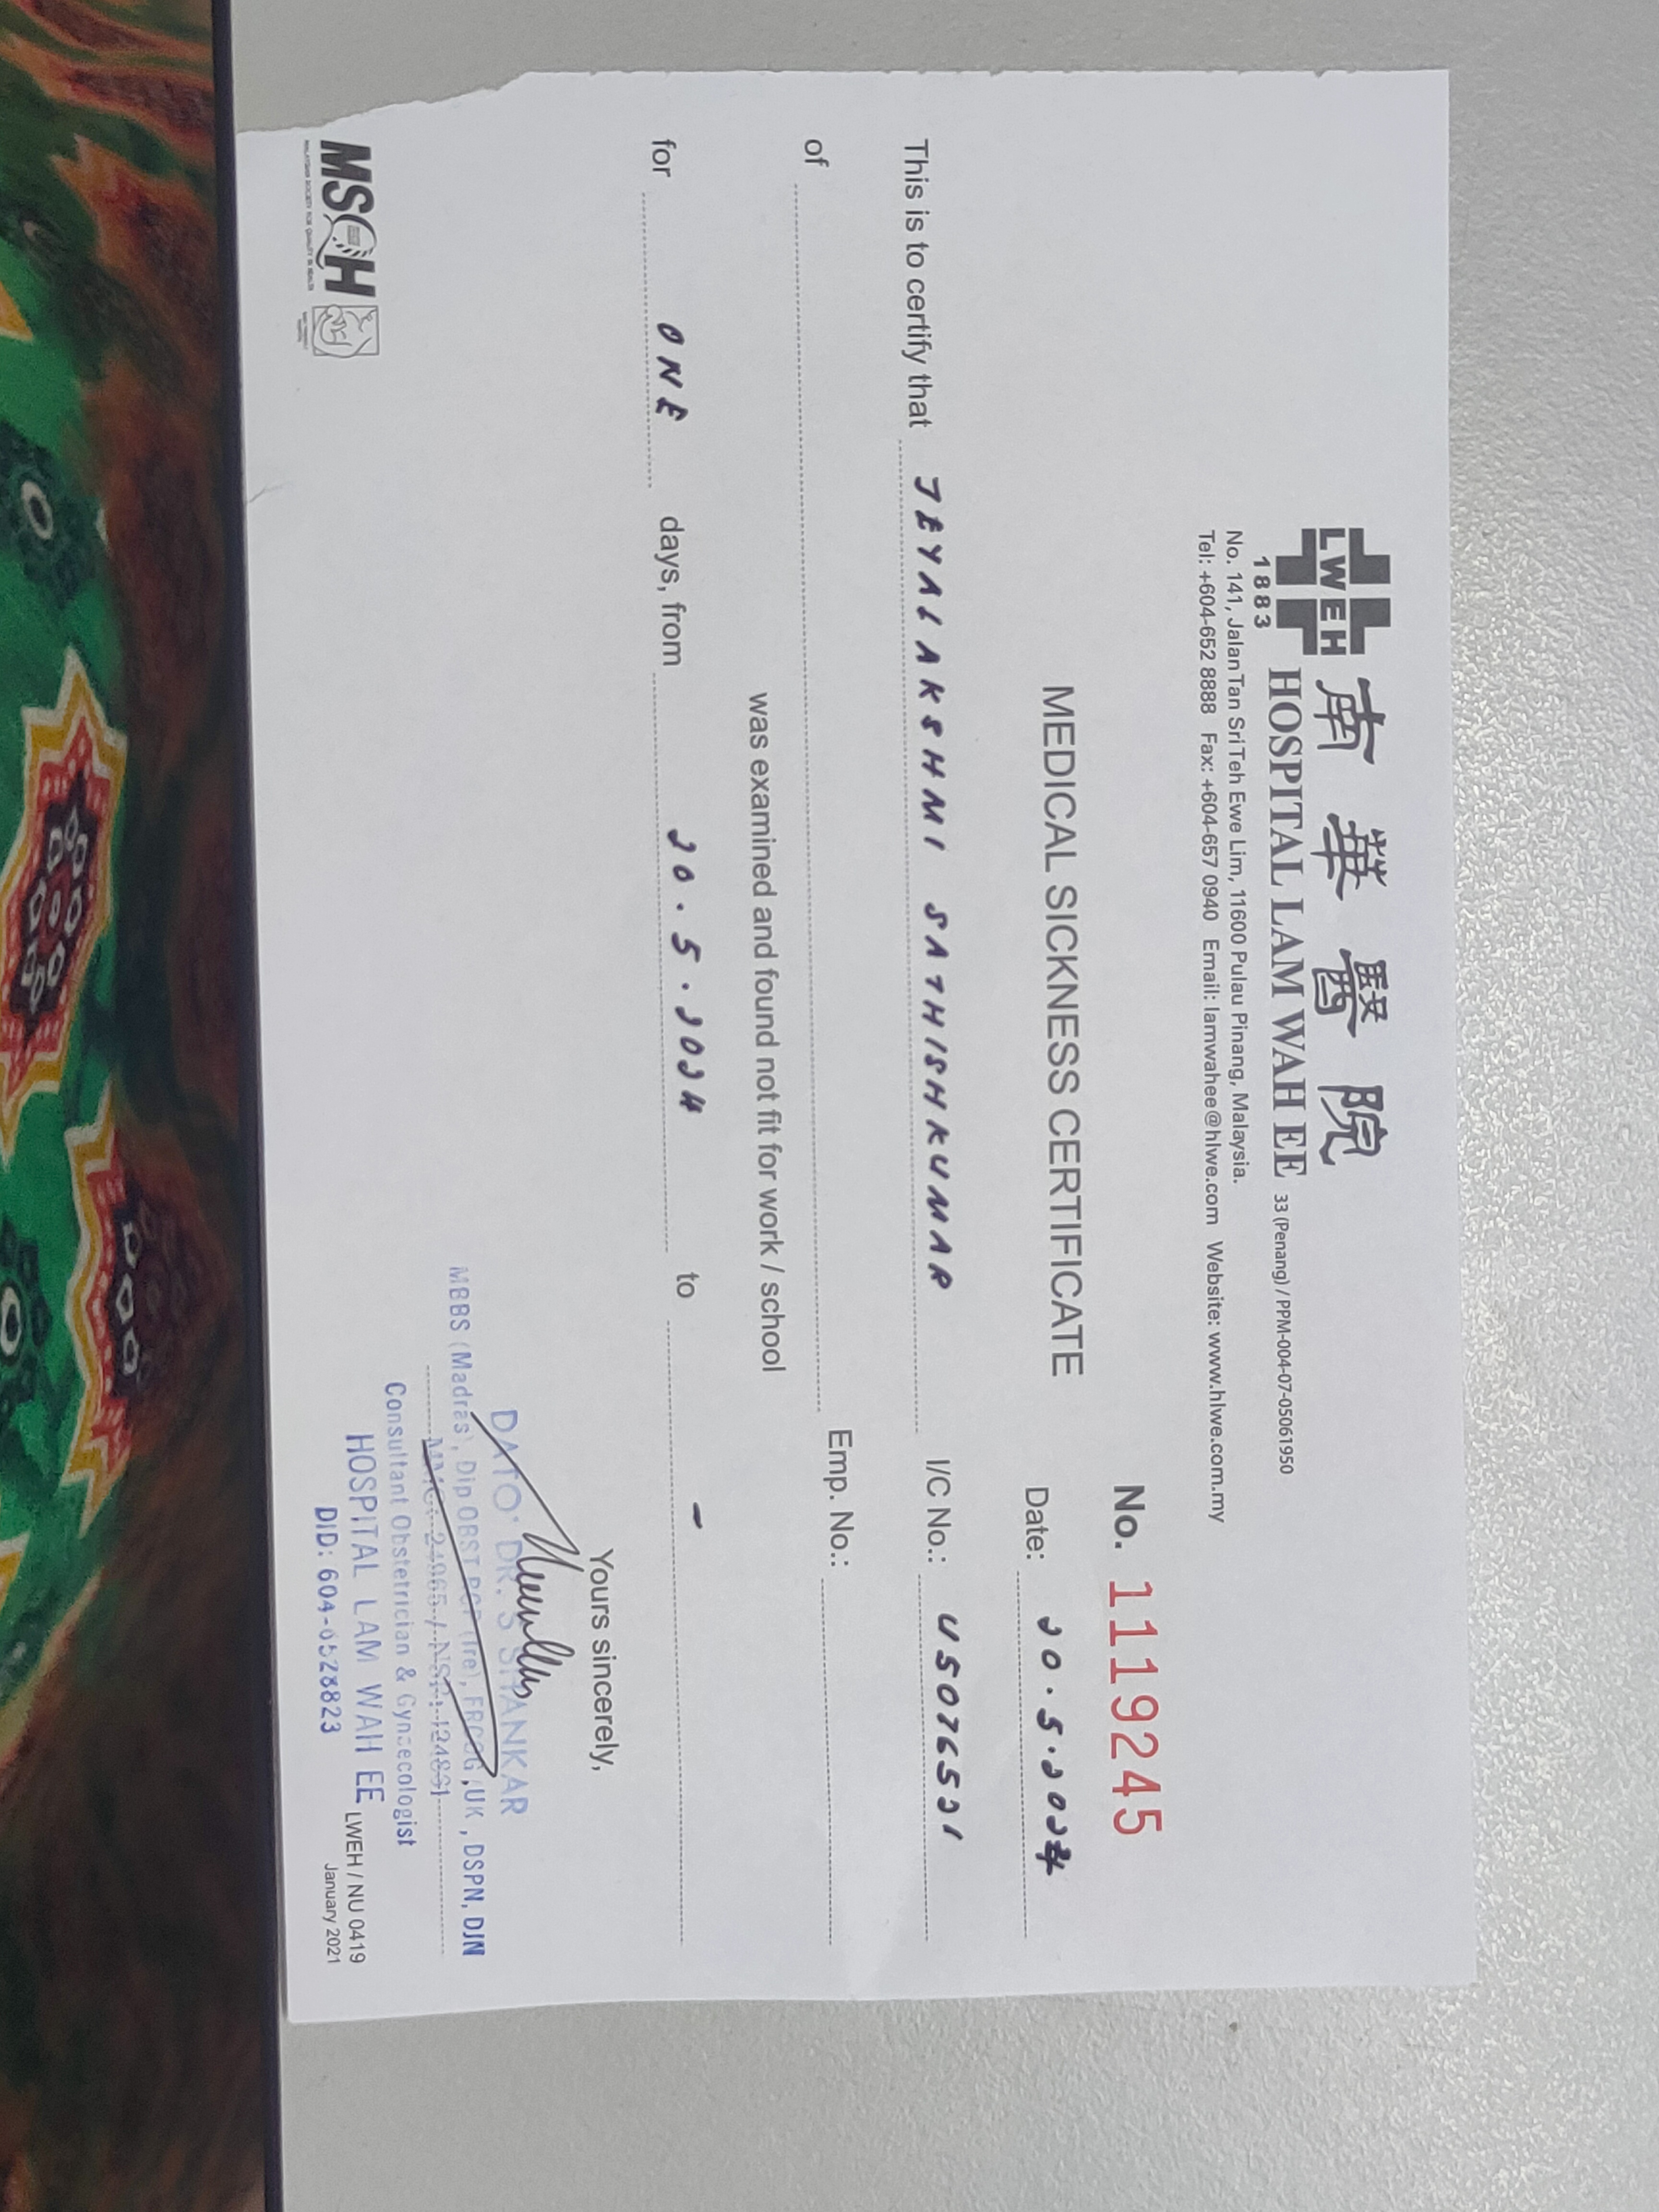 LWEH
1883
南華醫院
HOSPITAL LAM WAH EE 33 (Penang) / PPM-004-07-05061950
No. 141, Jalan Tan Sri Teh Ewe Lim, 11600 Pulau Pinang, Malaysia.
Tel: +604-652 8888 Fax: +604-657 0940 Email: lamwahee@hlwe.com Website: www.hlwe.com.my
No. 1119245
MEDICAL SICKNESS CERTIFICATE
Date: 20.5.2024
This is to certify that JEYALAKSHMI SATHISHKUMAR I/C No.: U5076531
of Emp. No.:
was examined and found not fit for work / school
for ONE days, from 20.5.2024 to -
Yours sincerely,
DATO' DR. S SHANKAR
MBBS (Madras), Dip OBST RCP (Ire), FRCOG, UK, DSPN, DJN
Consultant Obstetrician & Gynaecologist
HOSPITAL LAM WAH EE
DID: 604-6528823
MSQH
LWEH / NU 0419
January 2021